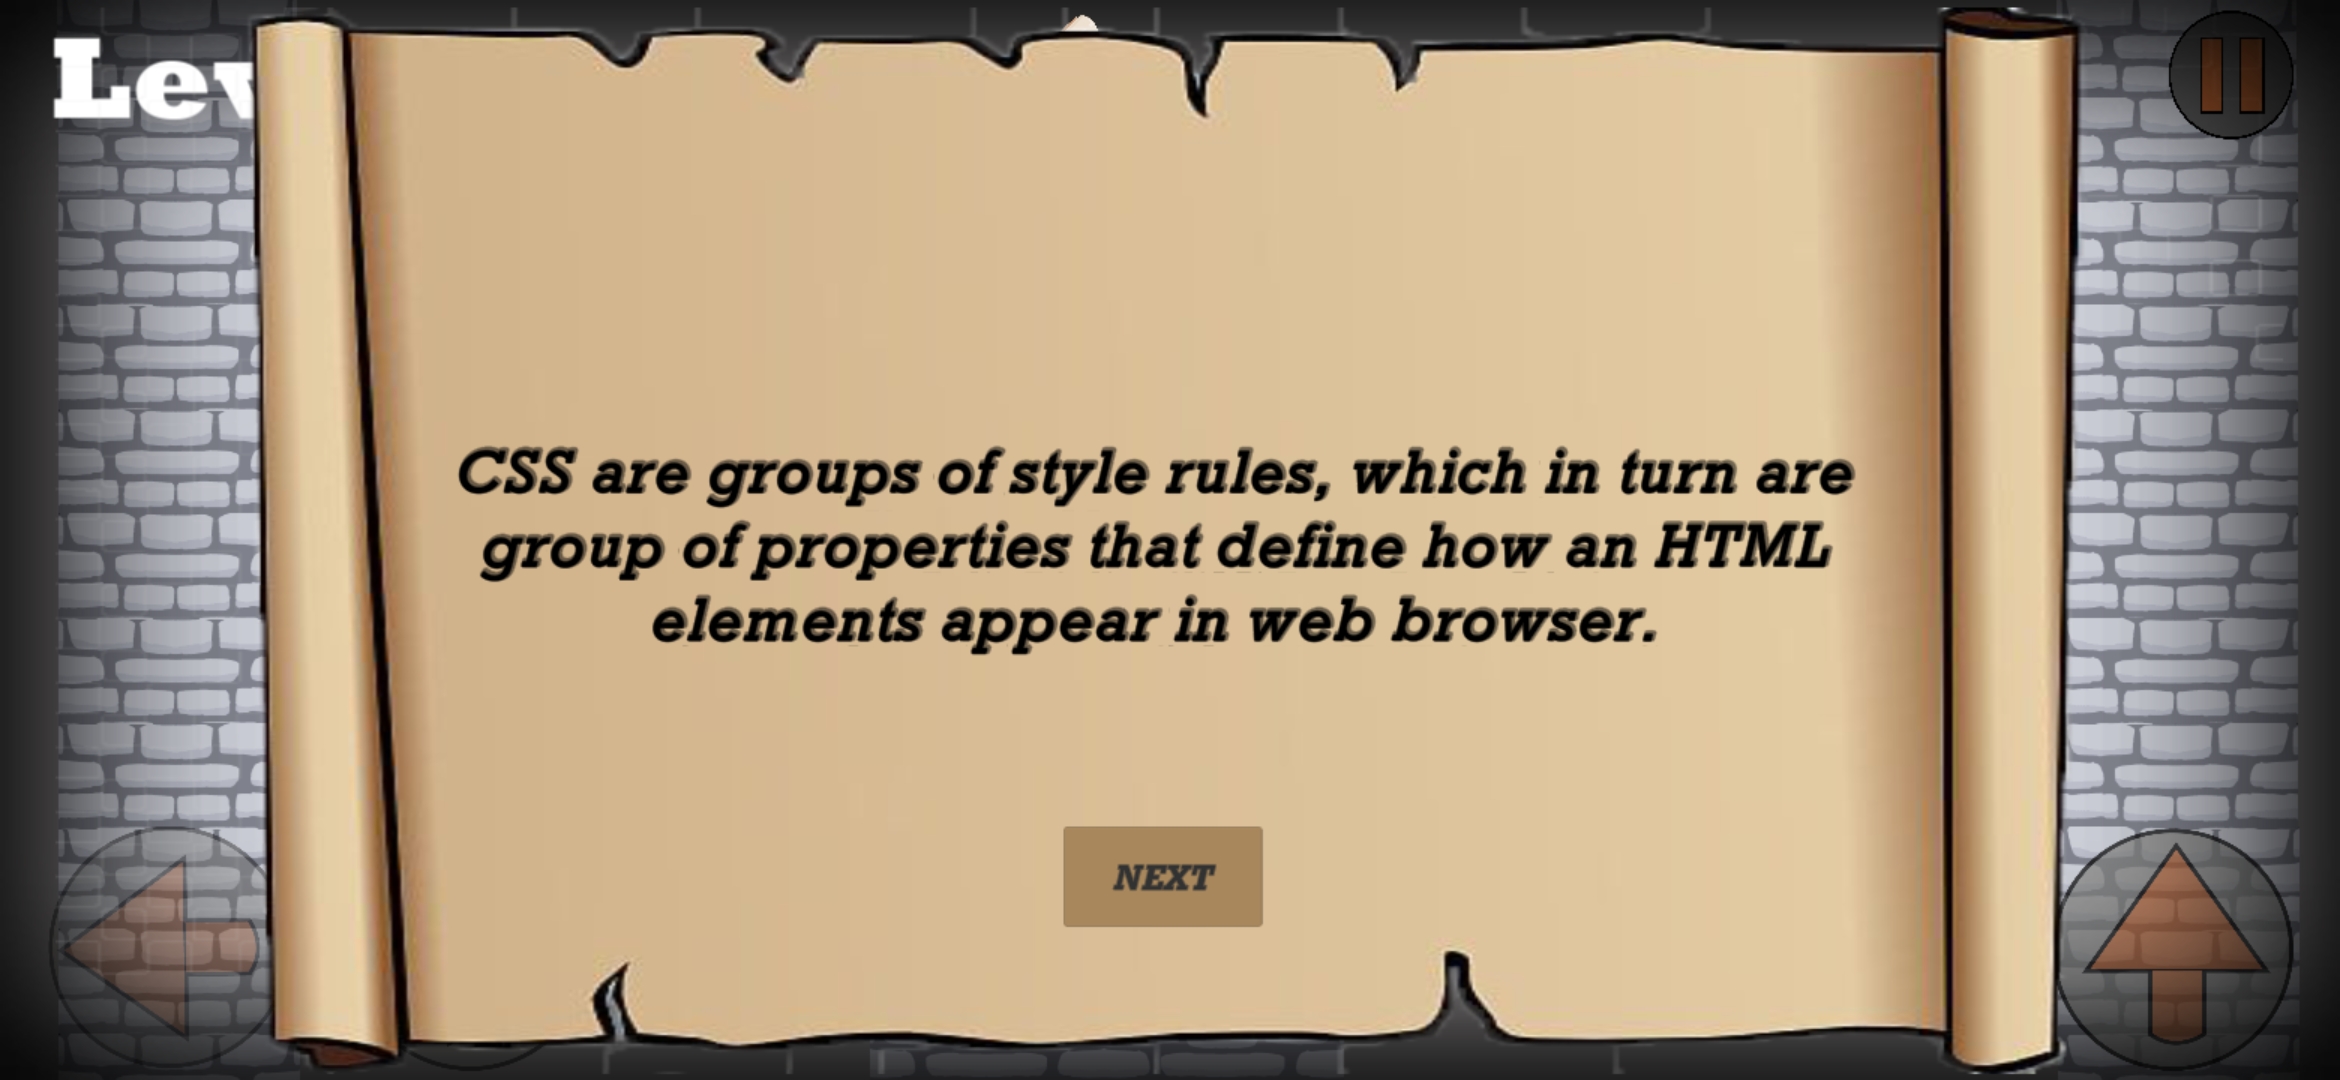 Lev
CSS are groups of style rules, which in turn are
group of properties that define how an HTML
elements appear in web browser.
NEXT